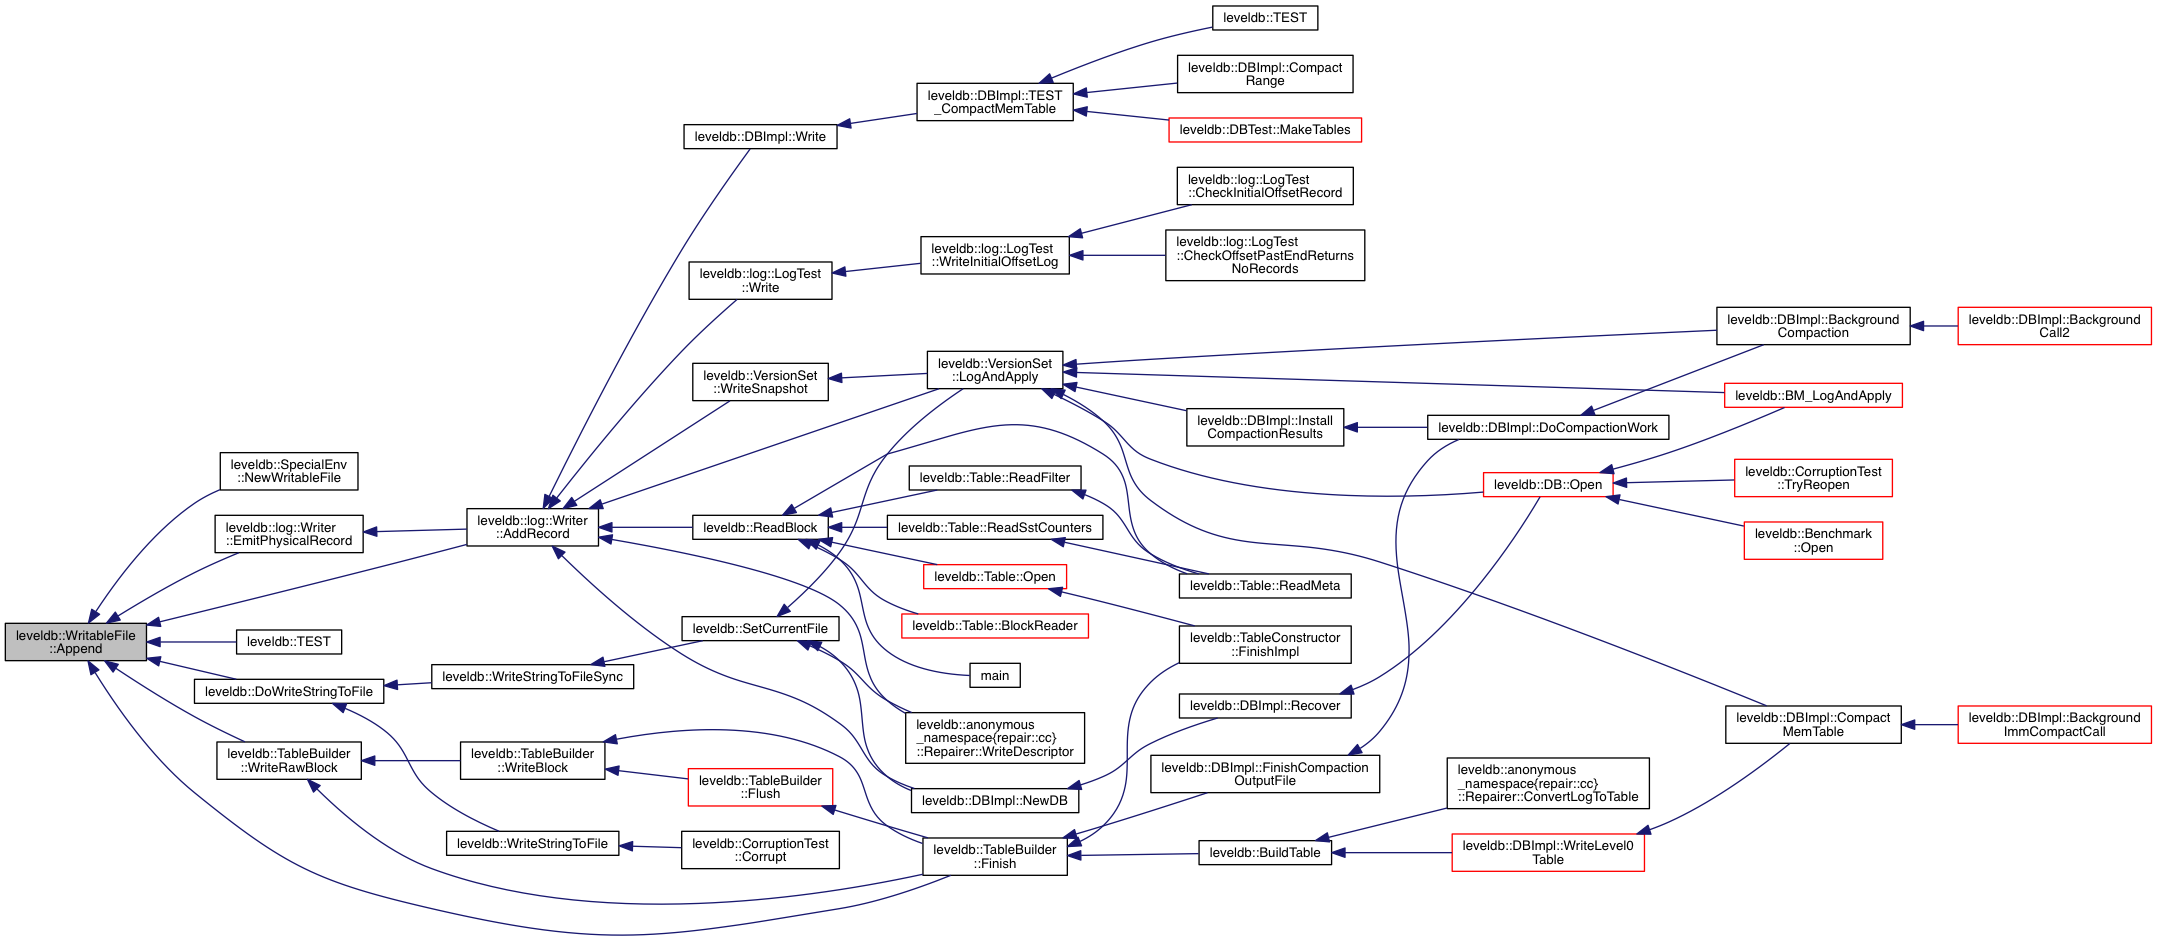 leveldb::TEST
leveldb::DBImpl::Compact
Range
leveldb::DBImpl::TEST
_CompactMemTable
leveldb::DBTest::MakeTables
leveldb::DBImpl::Write
leveldb::log::LogTest
::CheckInitialOffsetRecord
leveldb::log::LogTest
::WriteInitialOffsetLog
leveldb::log::LogTest
::CheckOffsetPastEndReturns
NoRecords
leveldb::log::LogTest
::Write
leveldb::DBImpl::Background
Compaction
leveldb::DBImpl::Background
Call2
leveldb::VersionSet
::LogAndApply
leveldb::VersionSet
::WriteSnapshot
leveldb::BM_LogAndApply
leveldb::DBImpl::Install
CompactionResults
leveldb::DBImpl::DoCompactionWork
leveldb::SpecialEnv
::NewWritableFile
leveldb::Table::ReadFilter
leveldb::DB::Open
leveldb::CorruptionTest
::TryReopen
leveldb::log::Writer
::EmitPhysicalRecord
leveldb::log::Writer
::AddRecord
leveldb::ReadBlock
leveldb::Table::ReadSstCounters
leveldb::Benchmark
::Open
leveldb::Table::Open
leveldb::Table::ReadMeta
leveldb::WritableFile
::Append
leveldb::TEST
leveldb::SetCurrentFile
leveldb::Table::BlockReader
leveldb::TableConstructor
::FinishImpl
leveldb::DoWriteStringToFile
leveldb::WriteStringToFileSync
main
leveldb::DBImpl::Recover
leveldb::anonymous
_namespace{repair::cc}
::Repairer::WriteDescriptor
leveldb::DBImpl::Compact
MemTable
leveldb::DBImpl::Background
ImmCompactCall
leveldb::TableBuilder
::WriteRawBlock
leveldb::TableBuilder
::WriteBlock
leveldb::TableBuilder
::Flush
leveldb::DBImpl::FinishCompaction
OutputFile
leveldb::anonymous
_namespace{repair::cc}
::Repairer::ConvertLogToTable
leveldb::DBImpl::NewDB
leveldb::WriteStringToFile
leveldb::CorruptionTest
::Corrupt
leveldb::TableBuilder
::Finish
leveldb::BuildTable
leveldb::DBImpl::WriteLevel0
Table